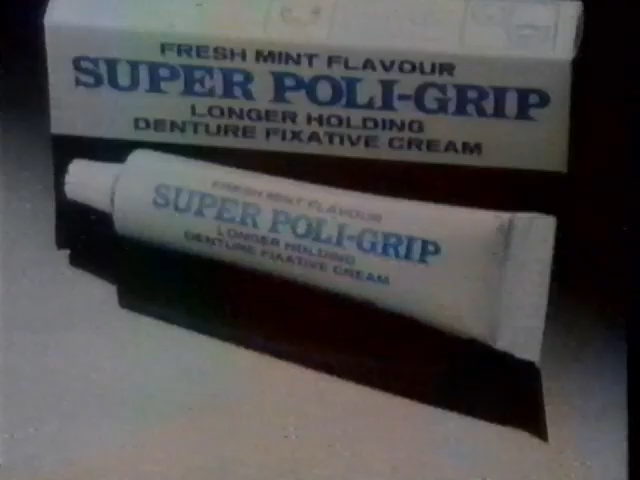 FRESH MINT FLAVOUR
SUPER POLI-GRIP
LONGER HOLDING
DENTURE FIXATIVE CREAM
FRESH MINT FLAVOUR
SUPER POLI-GRIP
LONGER HOLDING
DENTURE FIXATIVE CREAM